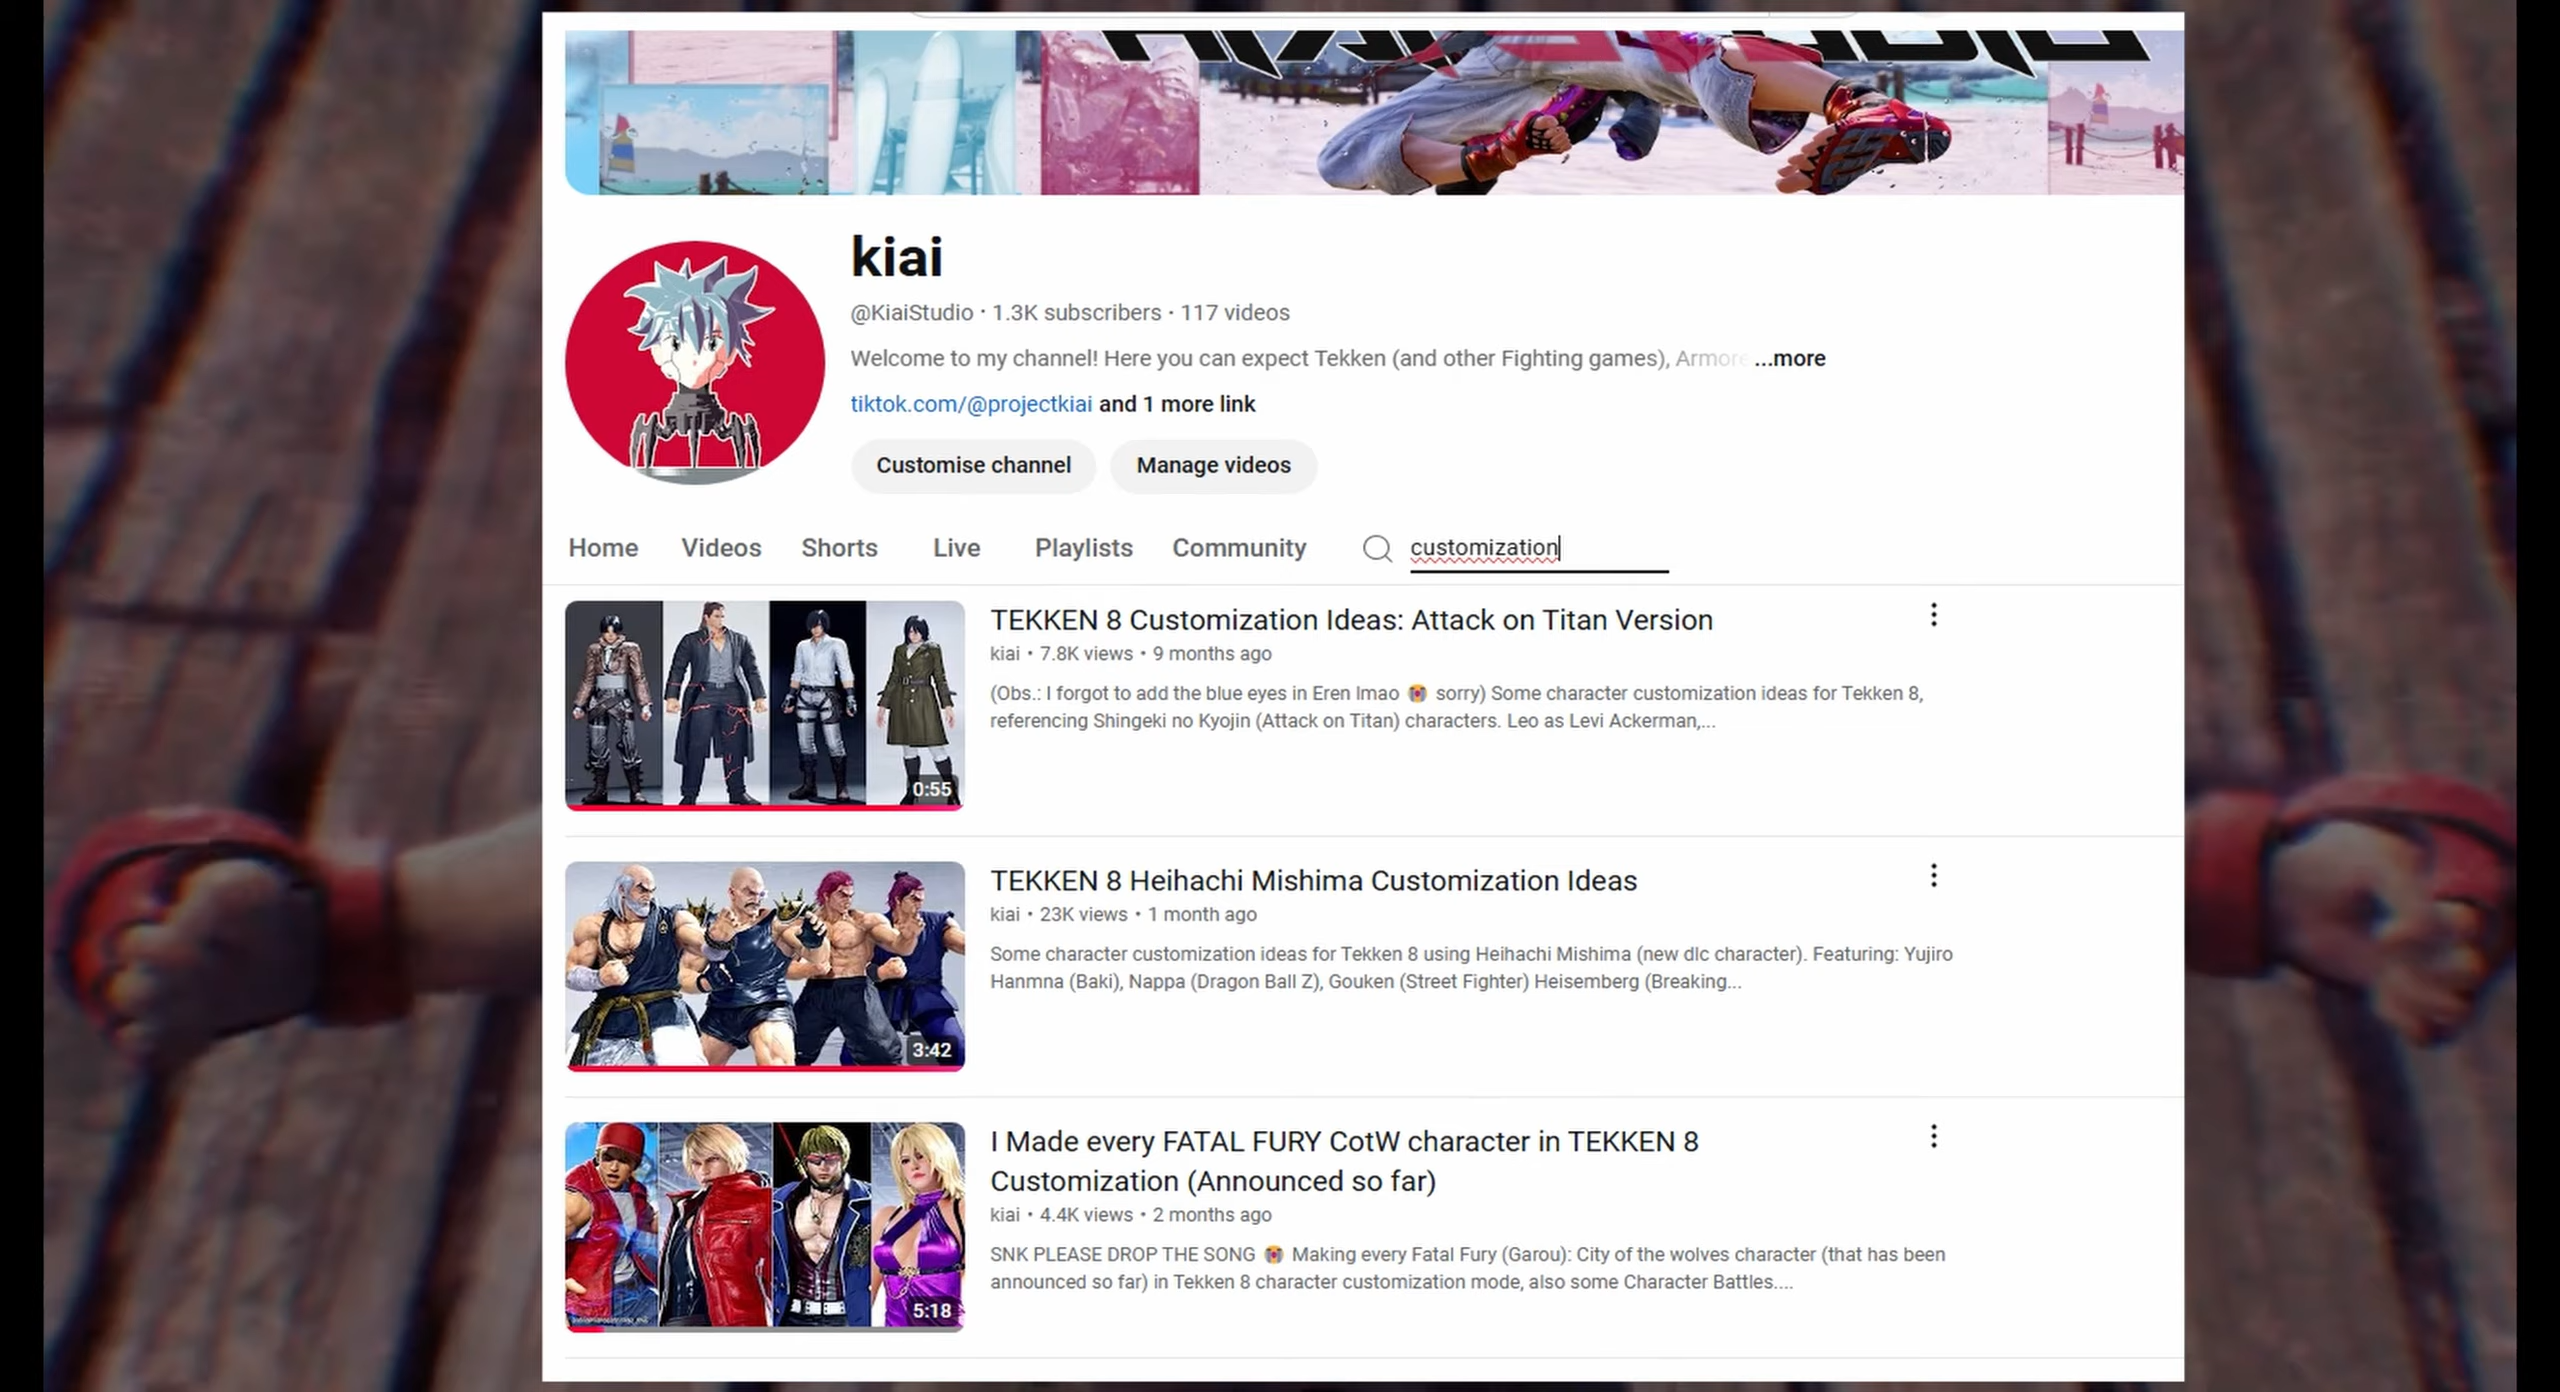 kiai
@KiaiStudio · 1.3K subscribers · 117 videos
Welcome to my channel! Here you can expect Tekken (and other Fighting games), Armore ...more
tiktok.com/@projectkiai and 1 more link
Customise channel Manage videos
Home Videos Shorts Live Playlists Community customization
TEKKEN 8 Customization Ideas: Attack on Titan Version
kiai • 7.8K views • 9 months ago
(Obs.: I forgot to add the blue eyes in Eren lmao 😭 sorry) Some character customization ideas for Tekken 8,
referencing Shingeki no Kyojin (Attack on Titan) characters. Leo as Levi Ackerman,...
0:55
TEKKEN 8 Heihachi Mishima Customization Ideas
kiai • 23K views • 1 month ago
Some character customization ideas for Tekken 8 using Heihachi Mishima (new dlc character). Featuring: Yujiro
Hanmna (Baki), Nappa (Dragon Ball Z), Gouken (Street Fighter) Heisemberg (Breaking...
3:42
I Made every FATAL FURY CotW character in TEKKEN 8
Customization (Announced so far)
kiai • 4.4K views • 2 months ago
SNK PLEASE DROP THE SONG 😭 Making every Fatal Fury (Garou): City of the wolves character (that has been
announced so far) in Tekken 8 character customization mode, also some Character Battles....
5:18